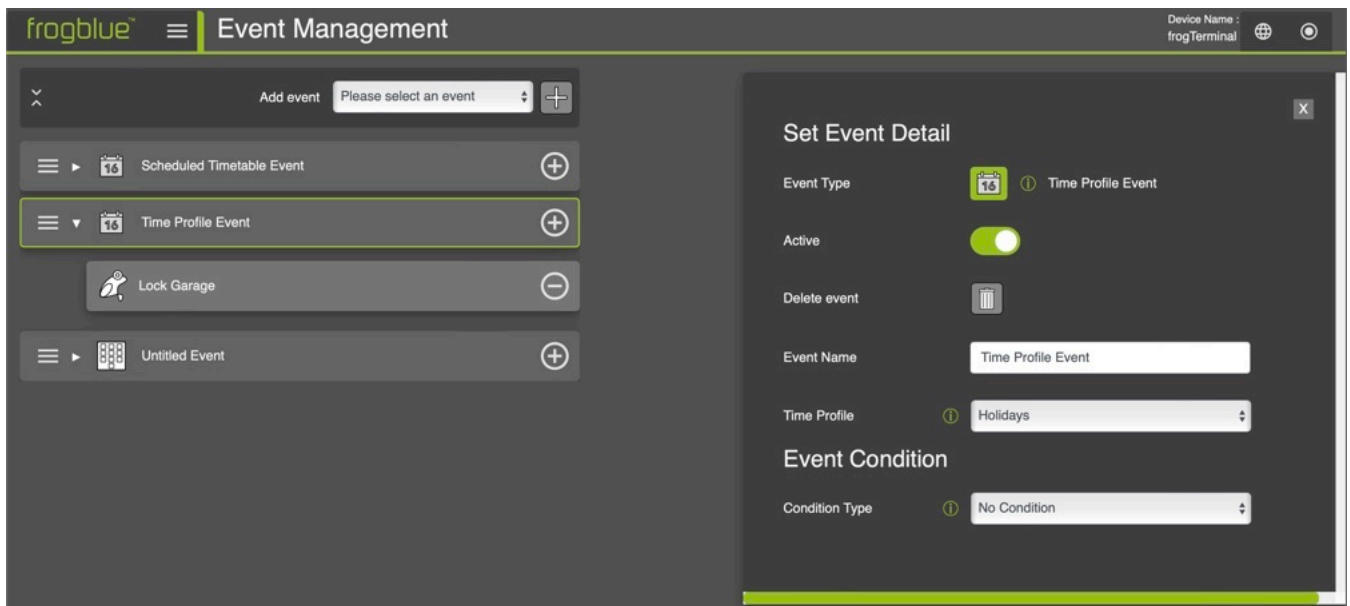 frogblue™
Event Management
Device Name :
frogTerminal
Add event
Please select an event
16
Scheduled Timetable Event
16
Time Profile Event
Lock Garage
Untitled Event
X
Set Event Detail
Event Type
16
Time Profile Event
Active
Delete event
Event Name
Time Profile Event
Time Profile
Holidays
Event Condition
Condition Type
No Condition